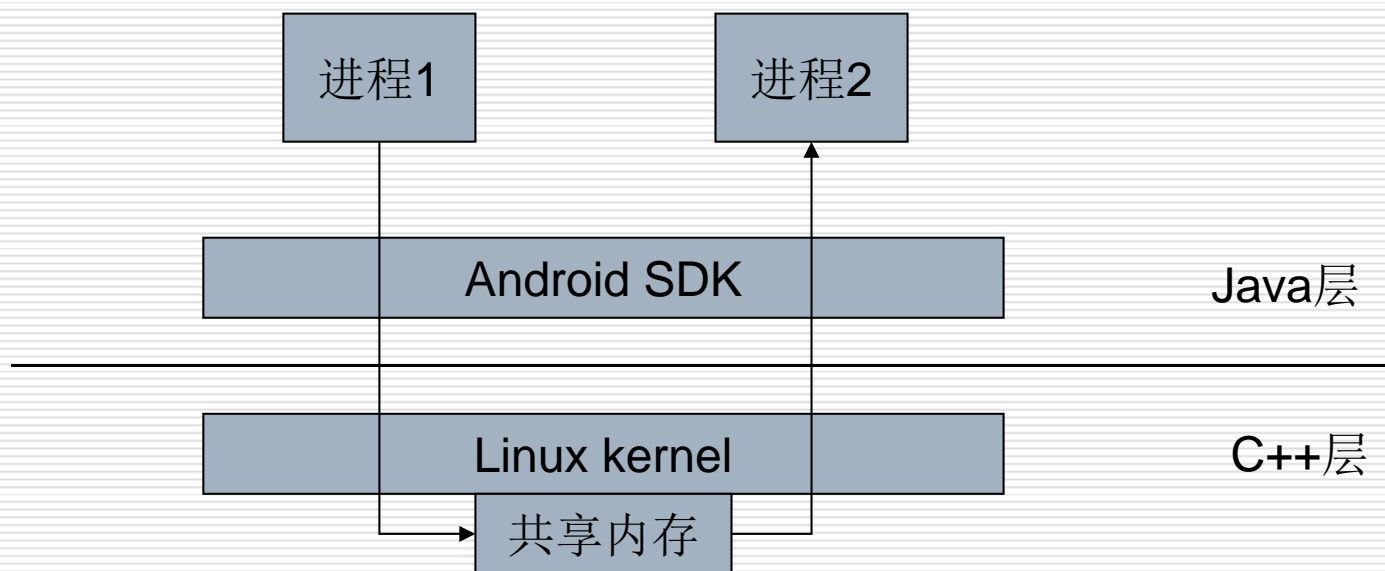 进程1
进程2
Android SDK
Java层
Linux kernel
C++层
共享内存